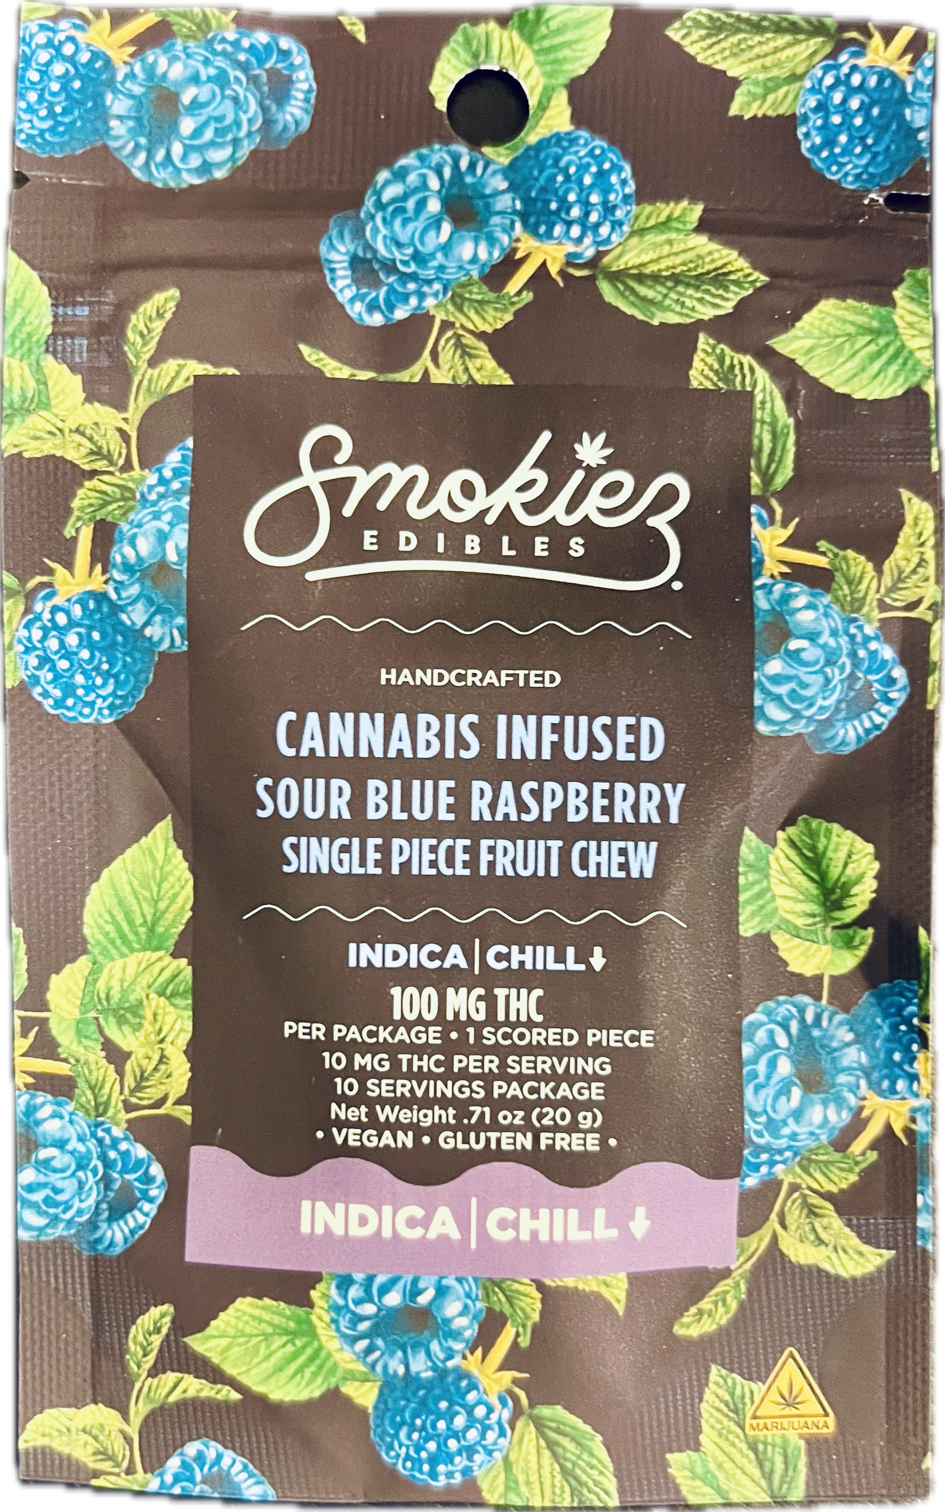 Smokiez
EDIBLES
HANDCRAFTED
CANNABIS INFUSED
SOUR BLUE RASPBERRY
SINGLE PIECE FRUIT CHEW
INDICA | CHILL↓
100 MG THC
PER PACKAGE • 1 SCORED PIECE
10 MG THC PER SERVING
10 SERVINGS PACKAGE
Net Weight .71 oz (20 g)
• VEGAN • GLUTEN FREE •
INDICA | CHILL ↓
MARIJUANA